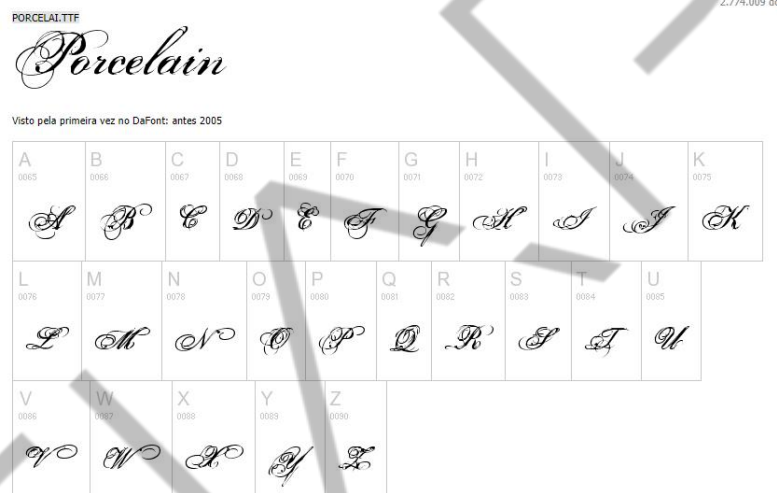 2.774.009 do
PORCELAI.TTF
Porcelain
Visto pela primeira vez no DaFont: antes 2005
A B C D E F G H I J K
0065 0066 0067 0068 0069 0070 0071 0072 0073 0074 0075
A B C D E F G H I J K
L M N O P Q R S T U
0076 0077 0078 0079 0080 0081 0082 0083 0084 0085
L M N O P Q R S T U
V W X Y Z
0086 0087 0088 0089 0090
V W X Y Z